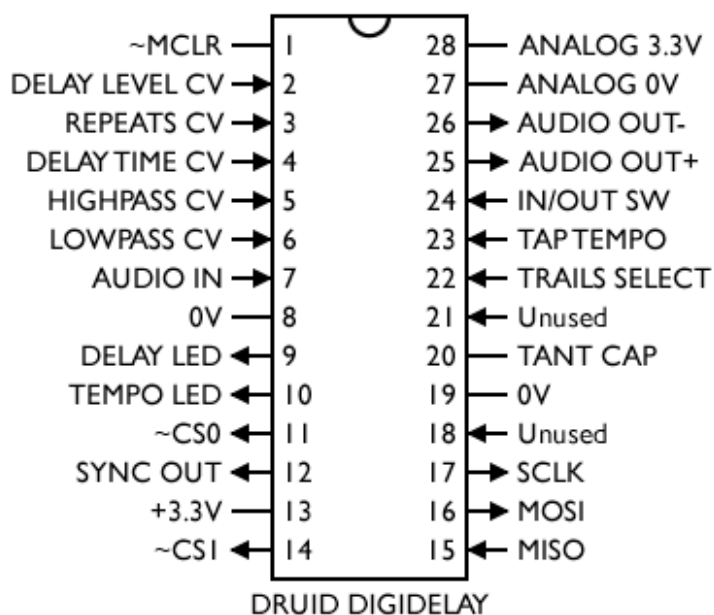 ~MCLR 1 28 ANALOG 3.3V
DELAY LEVEL CV 2 27 ANALOG 0V
REPEATS CV 3 26 AUDIO OUT-
DELAY TIME CV 4 25 AUDIO OUT+
HIGHPASS CV 5 24 IN/OUT SW
LOWPASS CV 6 23 TAP TEMPO
AUDIO IN 7 22 TRAILS SELECT
0V 8 21 Unused
DELAY LED 9 20 TANT CAP
TEMPO LED 10 19 0V
~CS0 11 18 Unused
SYNC OUT 12 17 SCLK
+3.3V 13 16 MOSI
~CS1 14 15 MISO
DRUID DIGIDELAY